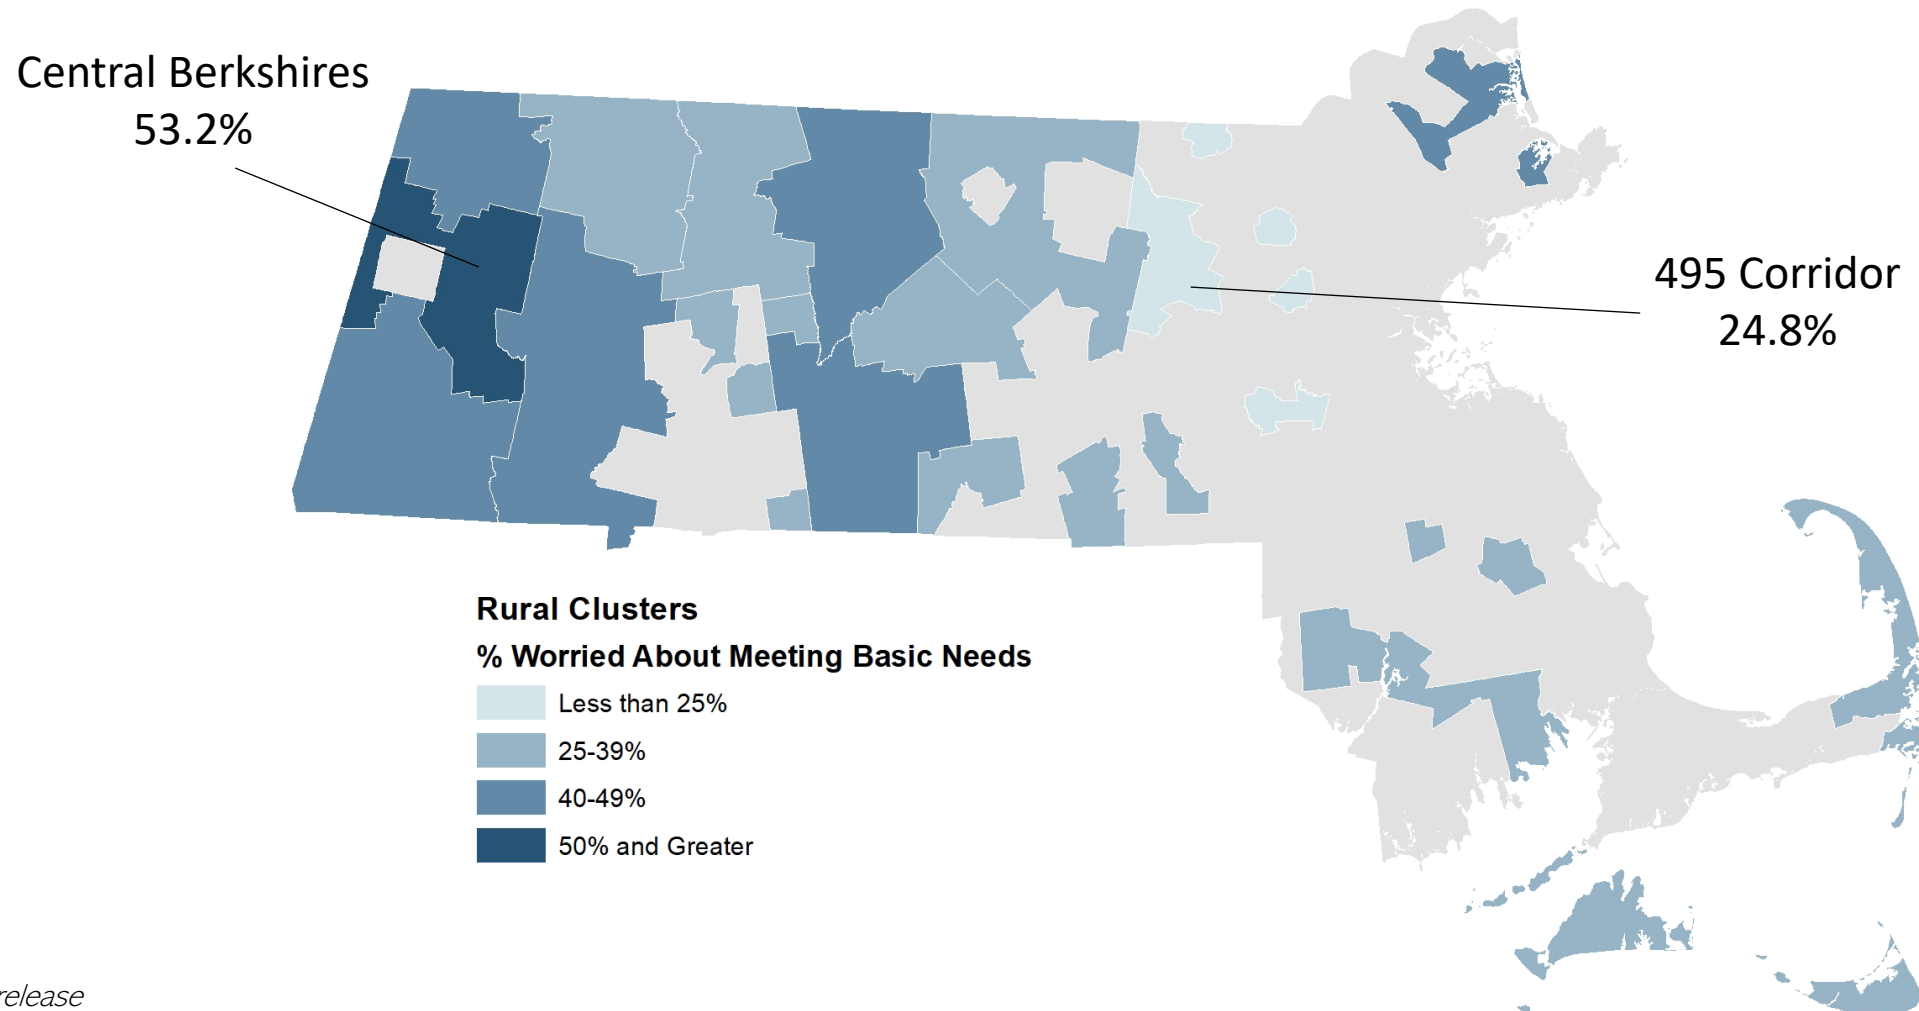 Central Berkshires
53.2%
495 Corridor
24.8%
Rural Clusters
% Worried About Meeting Basic Needs
Less than 25%
25-39%
40-49%
50% and Greater
release